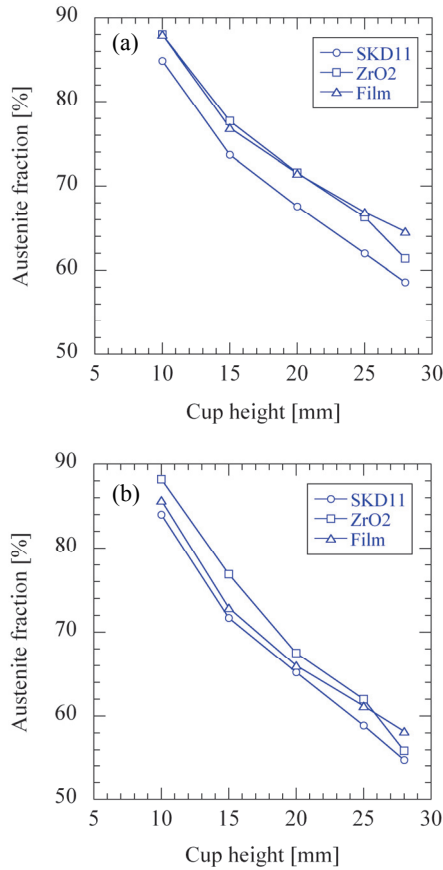 90
(a)
SKD11
ZrO2
Film
80
70
60
50
5
10
15
20
25
30
Austenite fraction [%]
Cup height [mm]
90
(b)
SKD11
ZrO2
Film
80
70
60
50
5
10
15
20
25
30
Austenite fraction [%]
Cup height [mm]